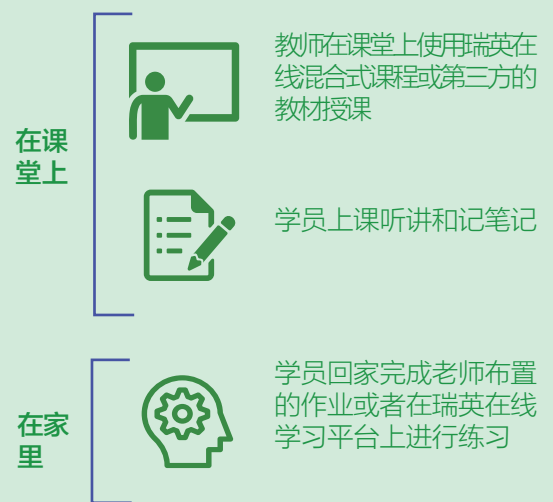 在课
堂上
教师在课堂上使用瑞英在
线混合式课程或第三方的
教材授课
学员上课听讲和记笔记
在家
里
学员回家完成老师布置
的作业或者在瑞英在线
学习平台上进行练习